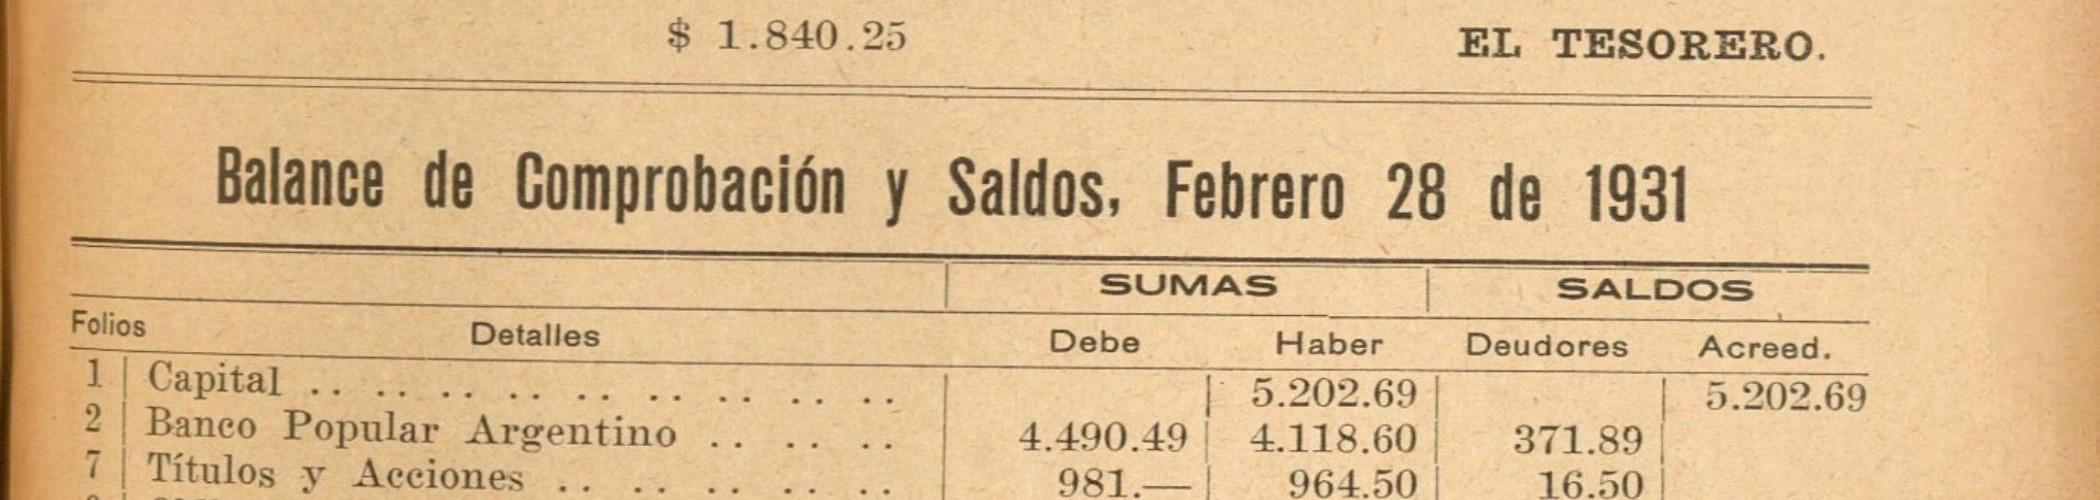 $ 1.840.25 EL TESORERO.
Balance de Comprobación y Saldos, Febrero 28 de 1931
SUMAS SALDOS
Folios Detalles Debe Haber Deudores Acreed.
1 Capital .. .. .. .. .. .. .. .. .. 5.202.69 5.202.69
2 Banco Popular Argentino .. .. .. 4.490.49 4.118.60 371.89
7 Títulos y Acciones .. .. .. .. .. 981.— 964.50 16.50